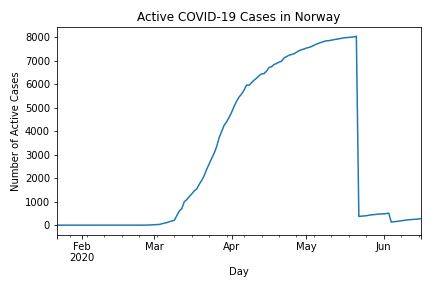 Active COVID-19 Cases in Norway
8000
7000
6000
5000
4000
3000
2000
1000
0
Number of Active Cases
Feb Mar Apr May Jun
2020
Day